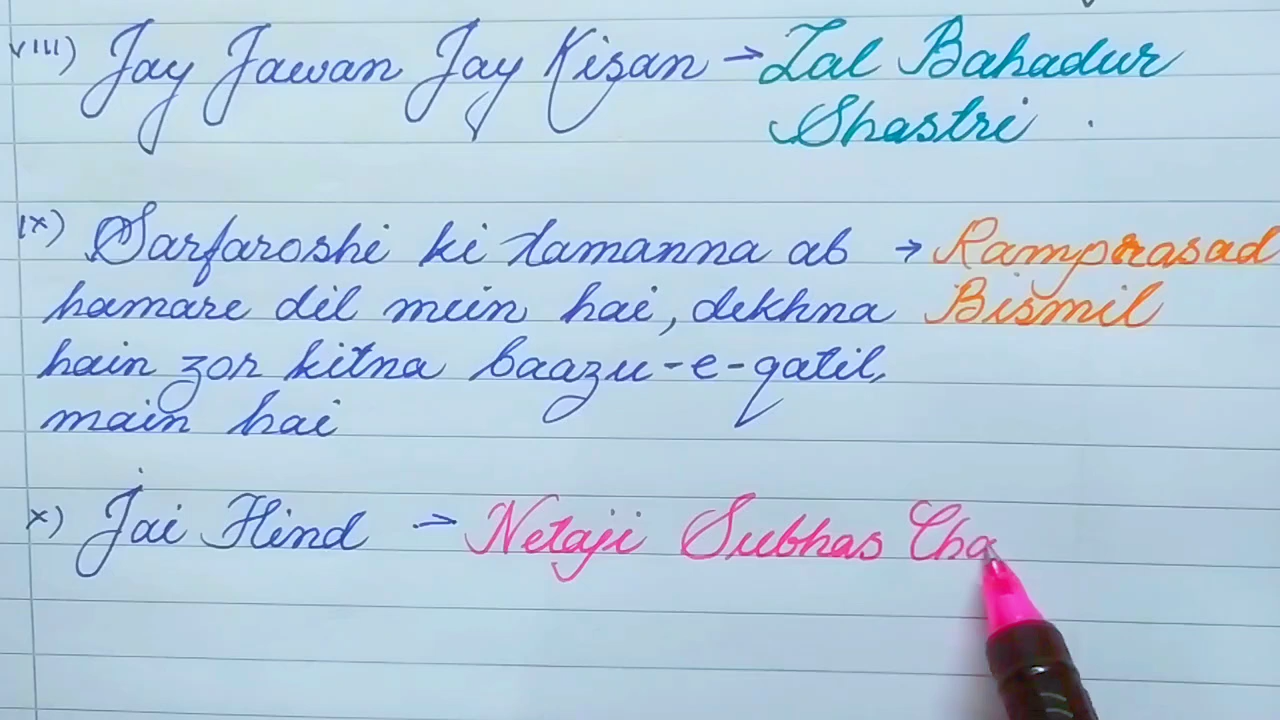 viii) Jay Jawan Jay Kisan → Lal Bahadur
Shastri .
ix) Sarfaroshi ki tamanna ab → Ramprasad
hamare dil mein hai, dekhna Bismil
hain zor kitna baazu-e-qatil,
main hai
x) Jai Hind → Netaji Subhas Cha